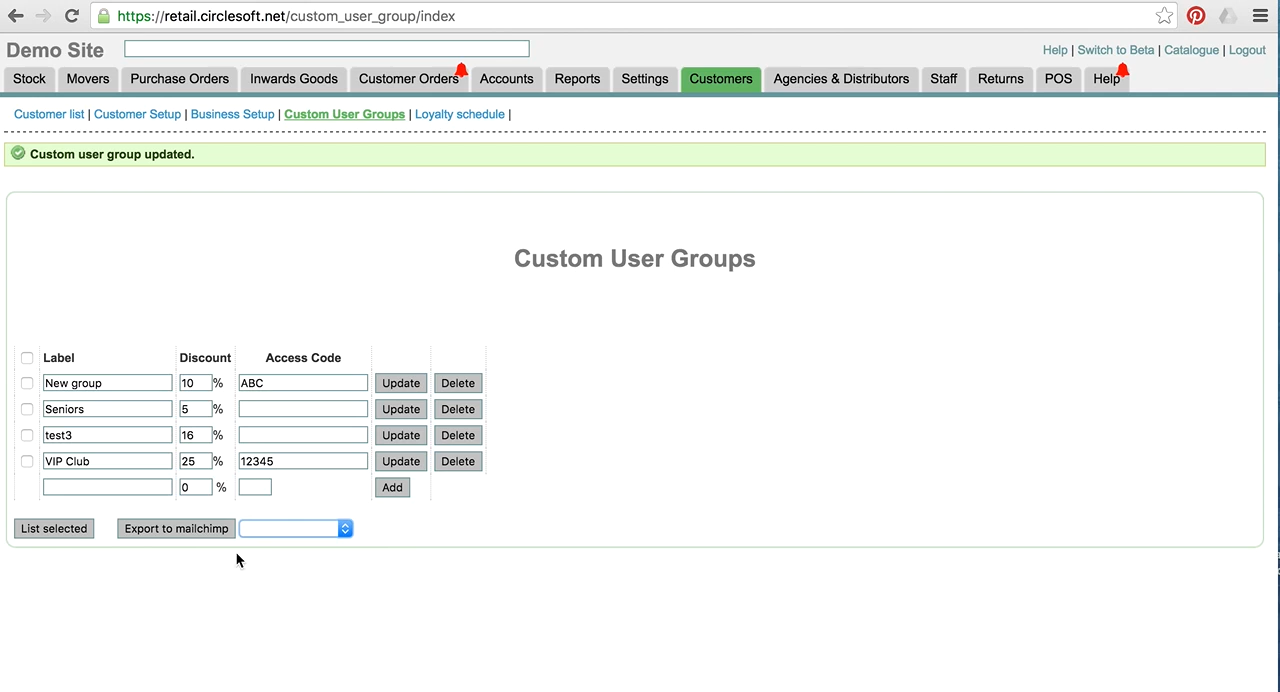 https://retail.circlesoft.net/custom_user_group/index
Demo Site
Help | Switch to Beta | Catalogue | Logout
Stock Movers Purchase Orders Inwards Goods Customer Orders Accounts Reports Settings Customers Agencies & Distributors Staff Returns POS Help
Customer list | Customer Setup | Business Setup | Custom User Groups | Loyalty schedule |
Custom user group updated.
Custom User Groups
Label Discount Access Code
New group 10 % ABC Update Delete
Seniors 5 % Update Delete
test3 16 % Update Delete
VIP Club 25 % 12345 Update Delete
0 % Add
List selected Export to mailchimp